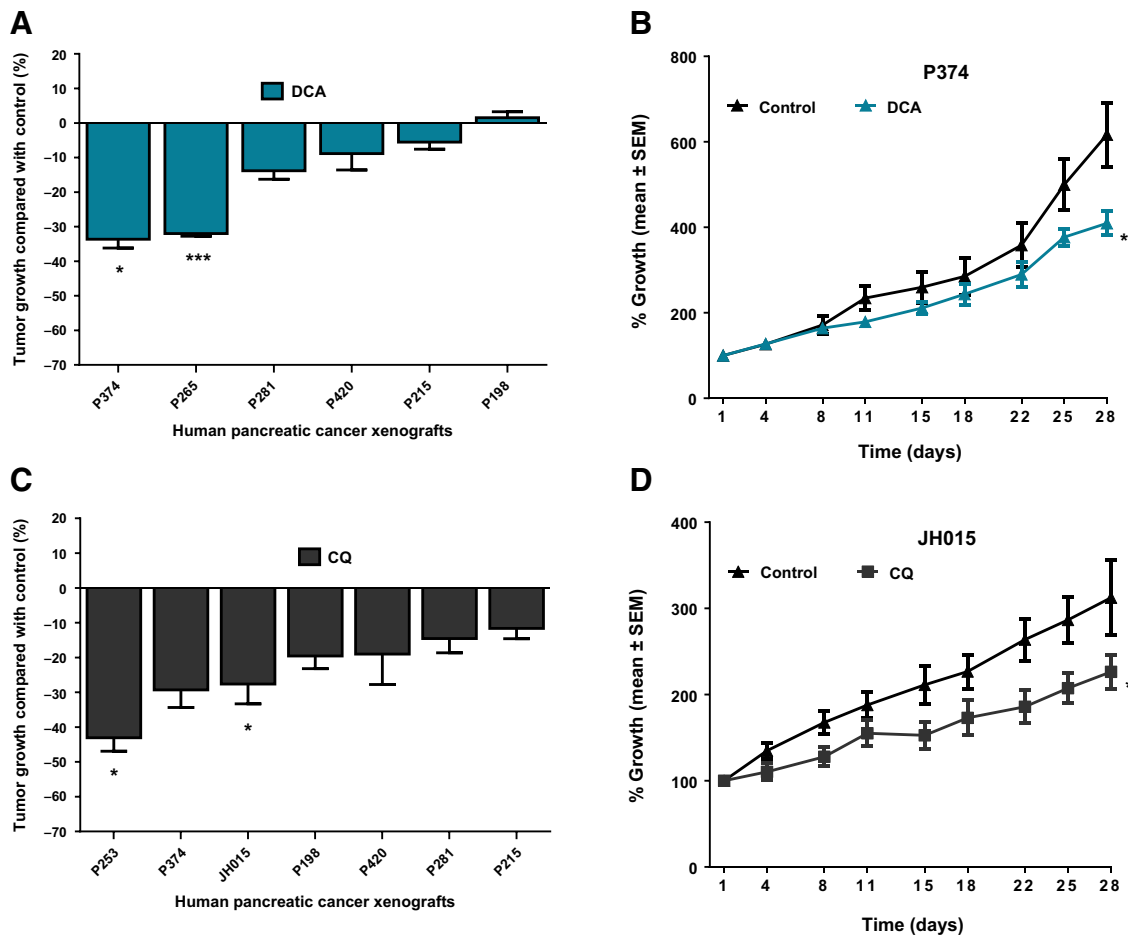 A
Tumor growth compared with control (%)
20
10
0
–10
–20
–30
–40
–50
–60
–70
DCA
*
***
P374
P265
P281
P420
P215
P198
Human pancreatic cancer xenografts
B
P374
Control
DCA
% Growth (mean ± SEM)
800
600
400
200
0
*
1 4 8 11 15 18 22 25 28
Time (days)
C
Tumor growth compared with control (%)
20
10
0
–10
–20
–30
–40
–50
–60
–70
CQ
*
*
P253
P374
JH015
P198
P420
P281
P215
Human pancreatic cancer xenografts
D
JH015
Control
CQ
% Growth (mean ± SEM)
400
300
200
100
0
*
1 4 8 11 15 18 22 25 28
Time (days)